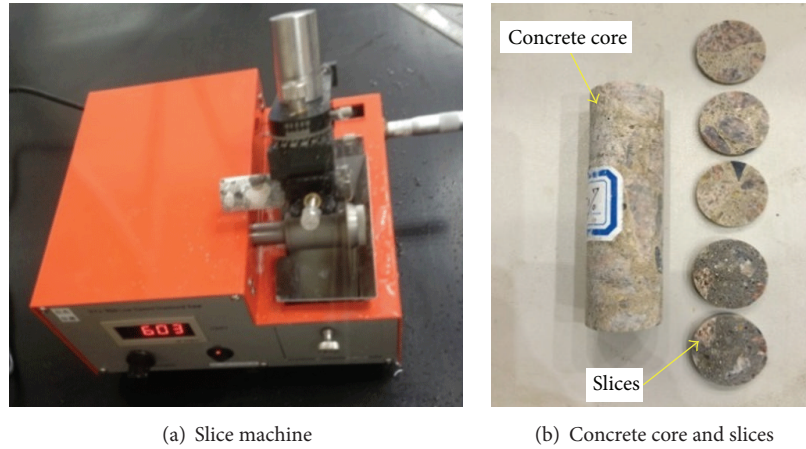 603
Concrete core
Slices
(a) Slice machine
(b) Concrete core and slices